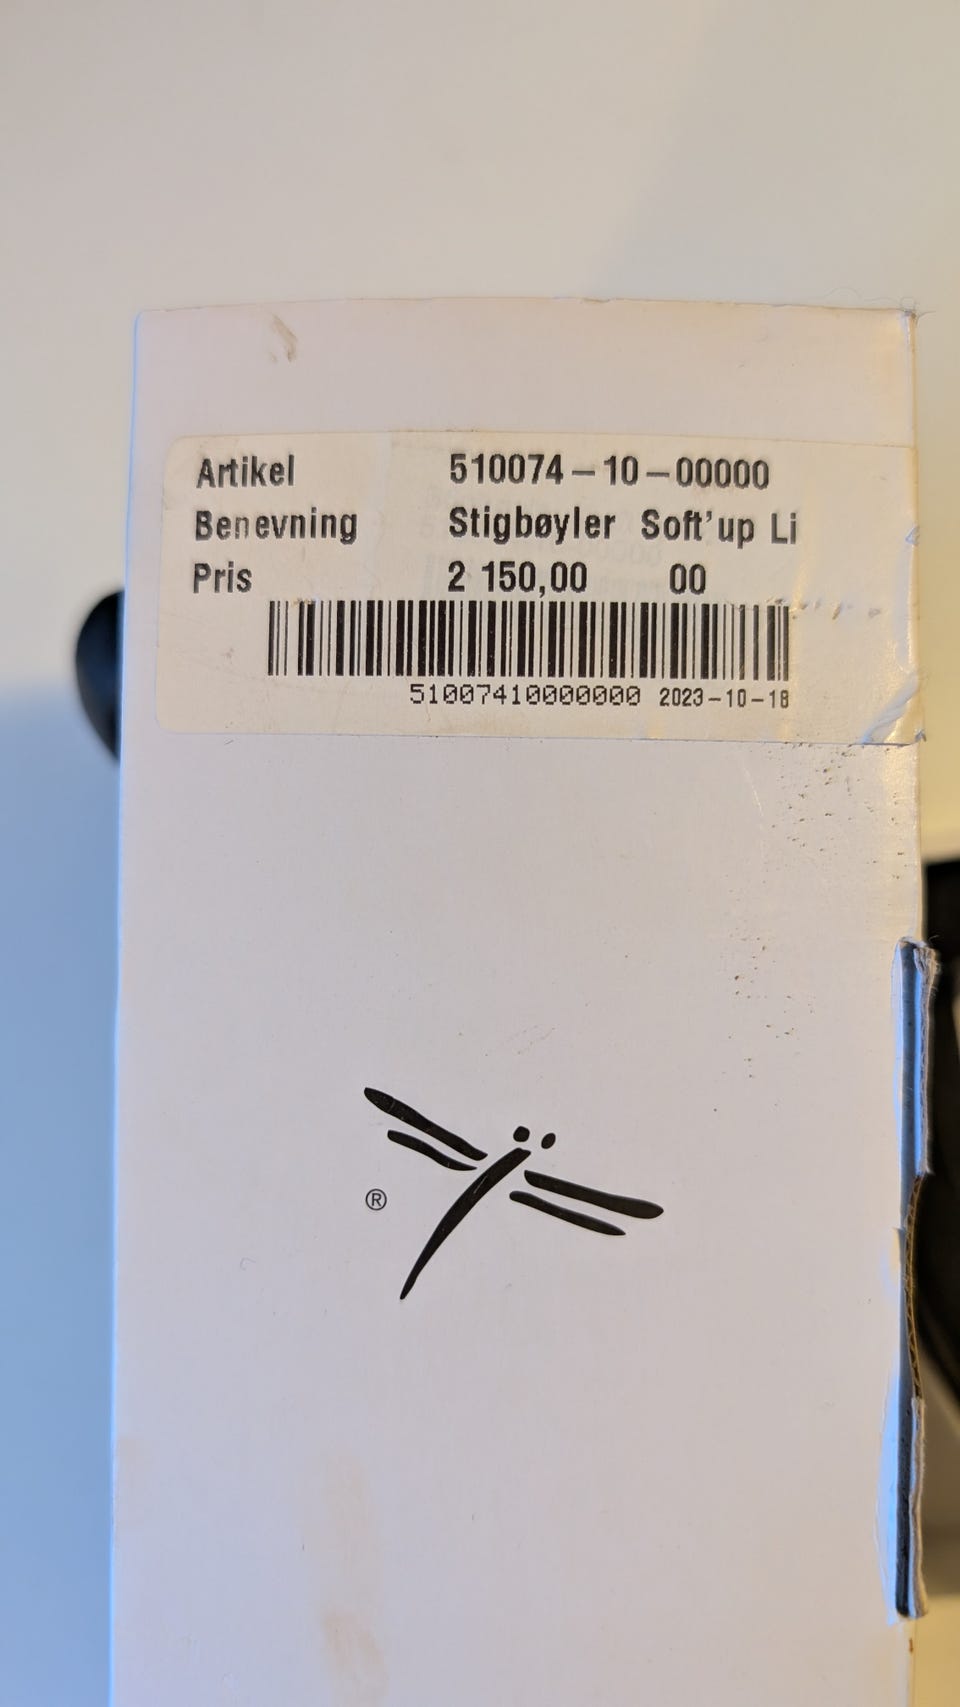 Artikel 510074-10-00000
Benevning Stigbøyler Soft'up Li
Pris 2 150,00 00
51007410000000 2023-10-18
®